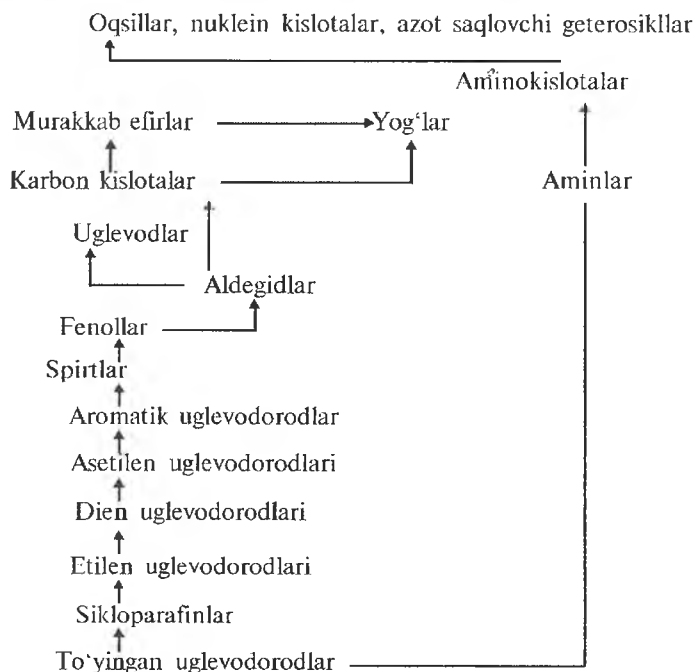 Oqsillar, nuklein kislotalar, azot saqlovchi geterosikllar
Aminokislotalar
Murakkab efirlar Yog‘lar
Karbon kislotalar Aminlar
Uglevodlar
Aldegidlar
Fenollar
Spirtlar
Aromatik uglevodorodlar
Asetilen uglevodorodlari
Dien uglevodorodlari
Etilen uglevodorodlari
Sikloparafinlar
To‘yingan uglevodorodlar